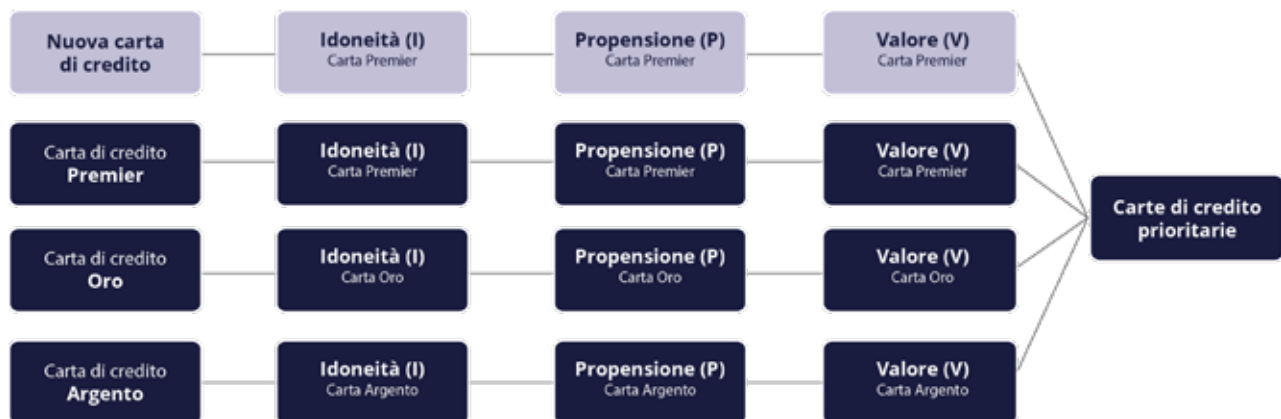 Nuova carta
di credito
Idoneità (I)
Carta Premier
Propensione (P)
Carta Premier
Valore (V)
Carta Premier
Carta di credito
Premier
Idoneità (I)
Carta Premier
Propensione (P)
Carta Premier
Valore (V)
Carta Premier
Carta di credito
Oro
Idoneità (I)
Carta Oro
Propensione (P)
Carta Oro
Valore (V)
Carta Oro
Carta di credito
Argento
Idoneità (I)
Carta Argento
Propensione (P)
Carta Argento
Valore (V)
Carta Argento
Carte di credito
prioritarie